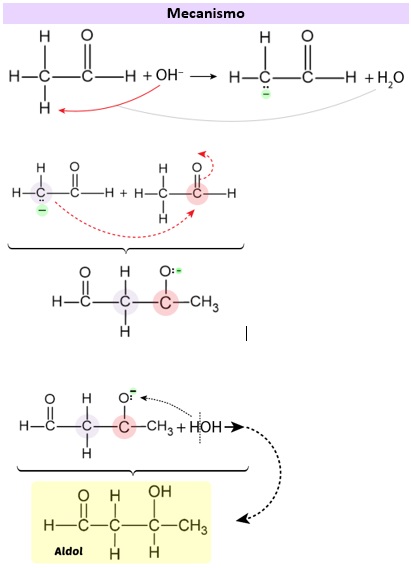 Mecanismo
H O H O
H–C–C–H + OH⁻ → H–C–C–H + H₂O
H –
H O H O
H–C–C–H + H–C–C–H
– H
O H O:-
H–C–C–C–CH₃
H
O H O:-
H–C–C–C–CH₃ + HOH
H
O H OH
H–C–C–C–CH₃
Aldol H H